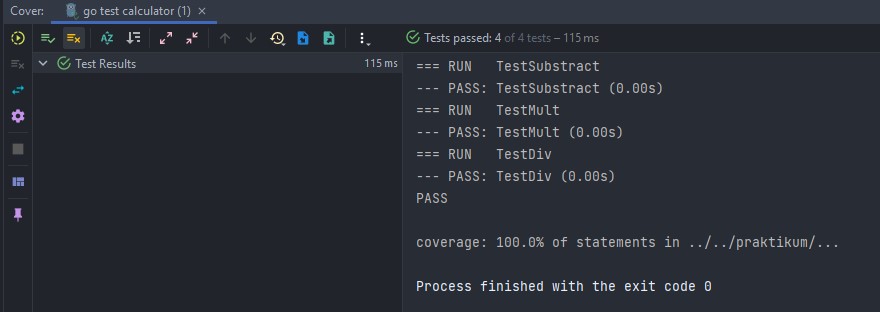 Cover: go test calculator (1) ×
Tests passed: 4 of 4 tests – 115 ms
Test Results 115 ms
=== RUN   TestSubstract
--- PASS: TestSubstract (0.00s)
=== RUN   TestMult
--- PASS: TestMult (0.00s)
=== RUN   TestDiv
--- PASS: TestDiv (0.00s)
PASS
coverage: 100.0% of statements in ../../praktikum/...
Process finished with the exit code 0